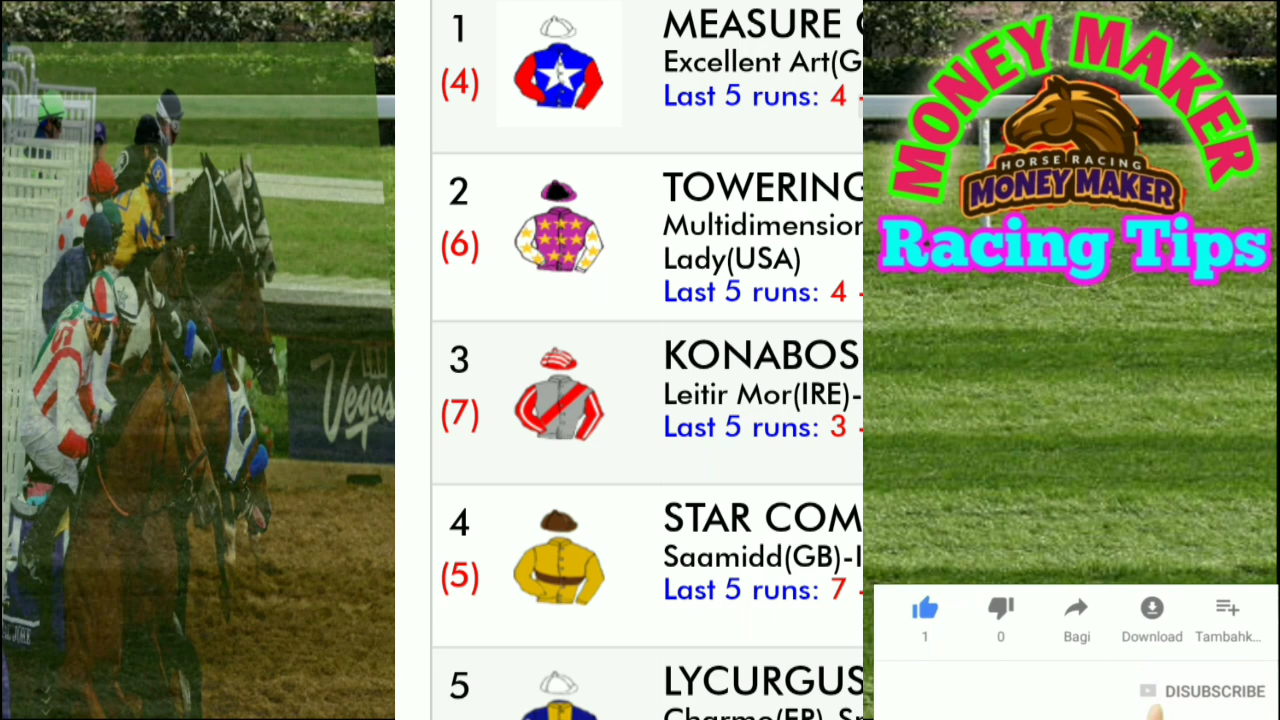 1
(4)
MEASURE
Excellent Art(G
Last 5 runs: 4 -
2
(6)
TOWERING
Multidimension
Lady(USA)
Last 5 runs: 4 -
3
(7)
KONABOS
Leitir Mor(IRE)-
Last 5 runs: 3 -
4
(5)
STAR COM
Saamidd(GB)-I
Last 5 runs: 7 -
5
LYCURGUS
MONEY MAKER
HORSE RACING
MONEY MAKER
Racing Tips
Vegas
1
0
Bagi
Download
Tambahk...
DISUBSCRIBE